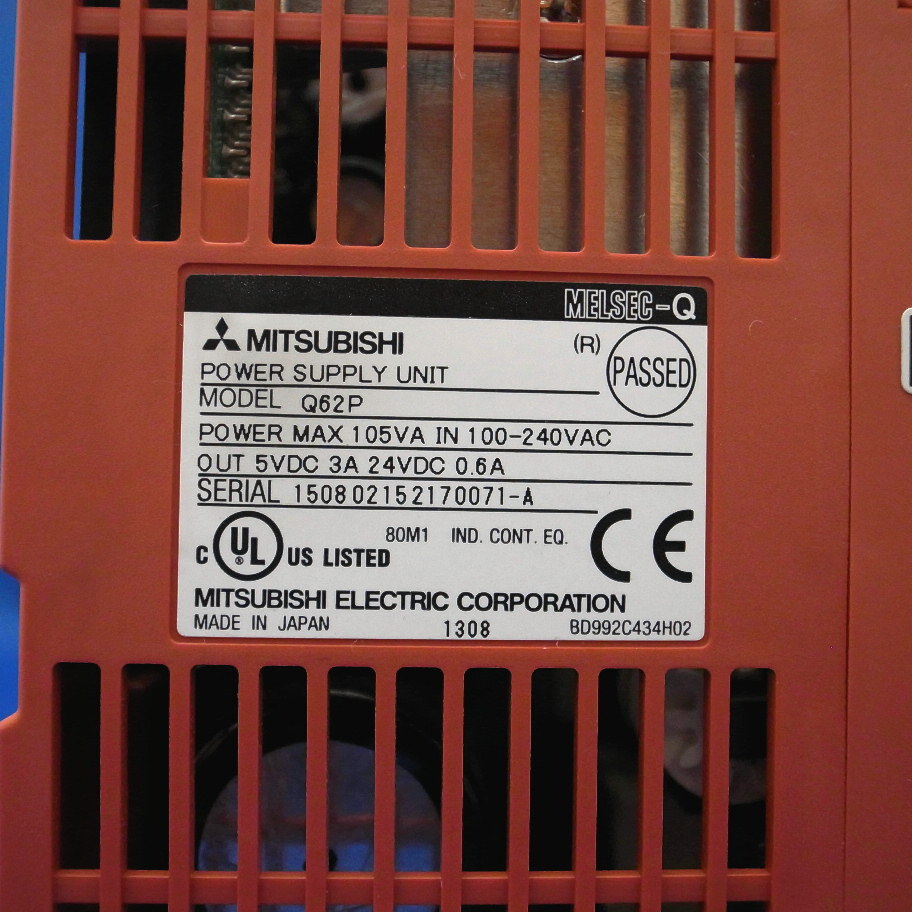 MELSEC-Q
MITSUBISHI
(R) PASSED
POWER SUPPLY UNIT
MODEL Q62P
POWER MAX 105VA IN 100-240VAC
OUT 5VDC 3A 24VDC 0.6A
SERIAL 150802152170071-A
C UL ® US LISTED 80M1 IND. CONT. EQ. CE
MITSUBISHI ELECTRIC CORPORATION
MADE IN JAPAN 1308 BD992C434H02